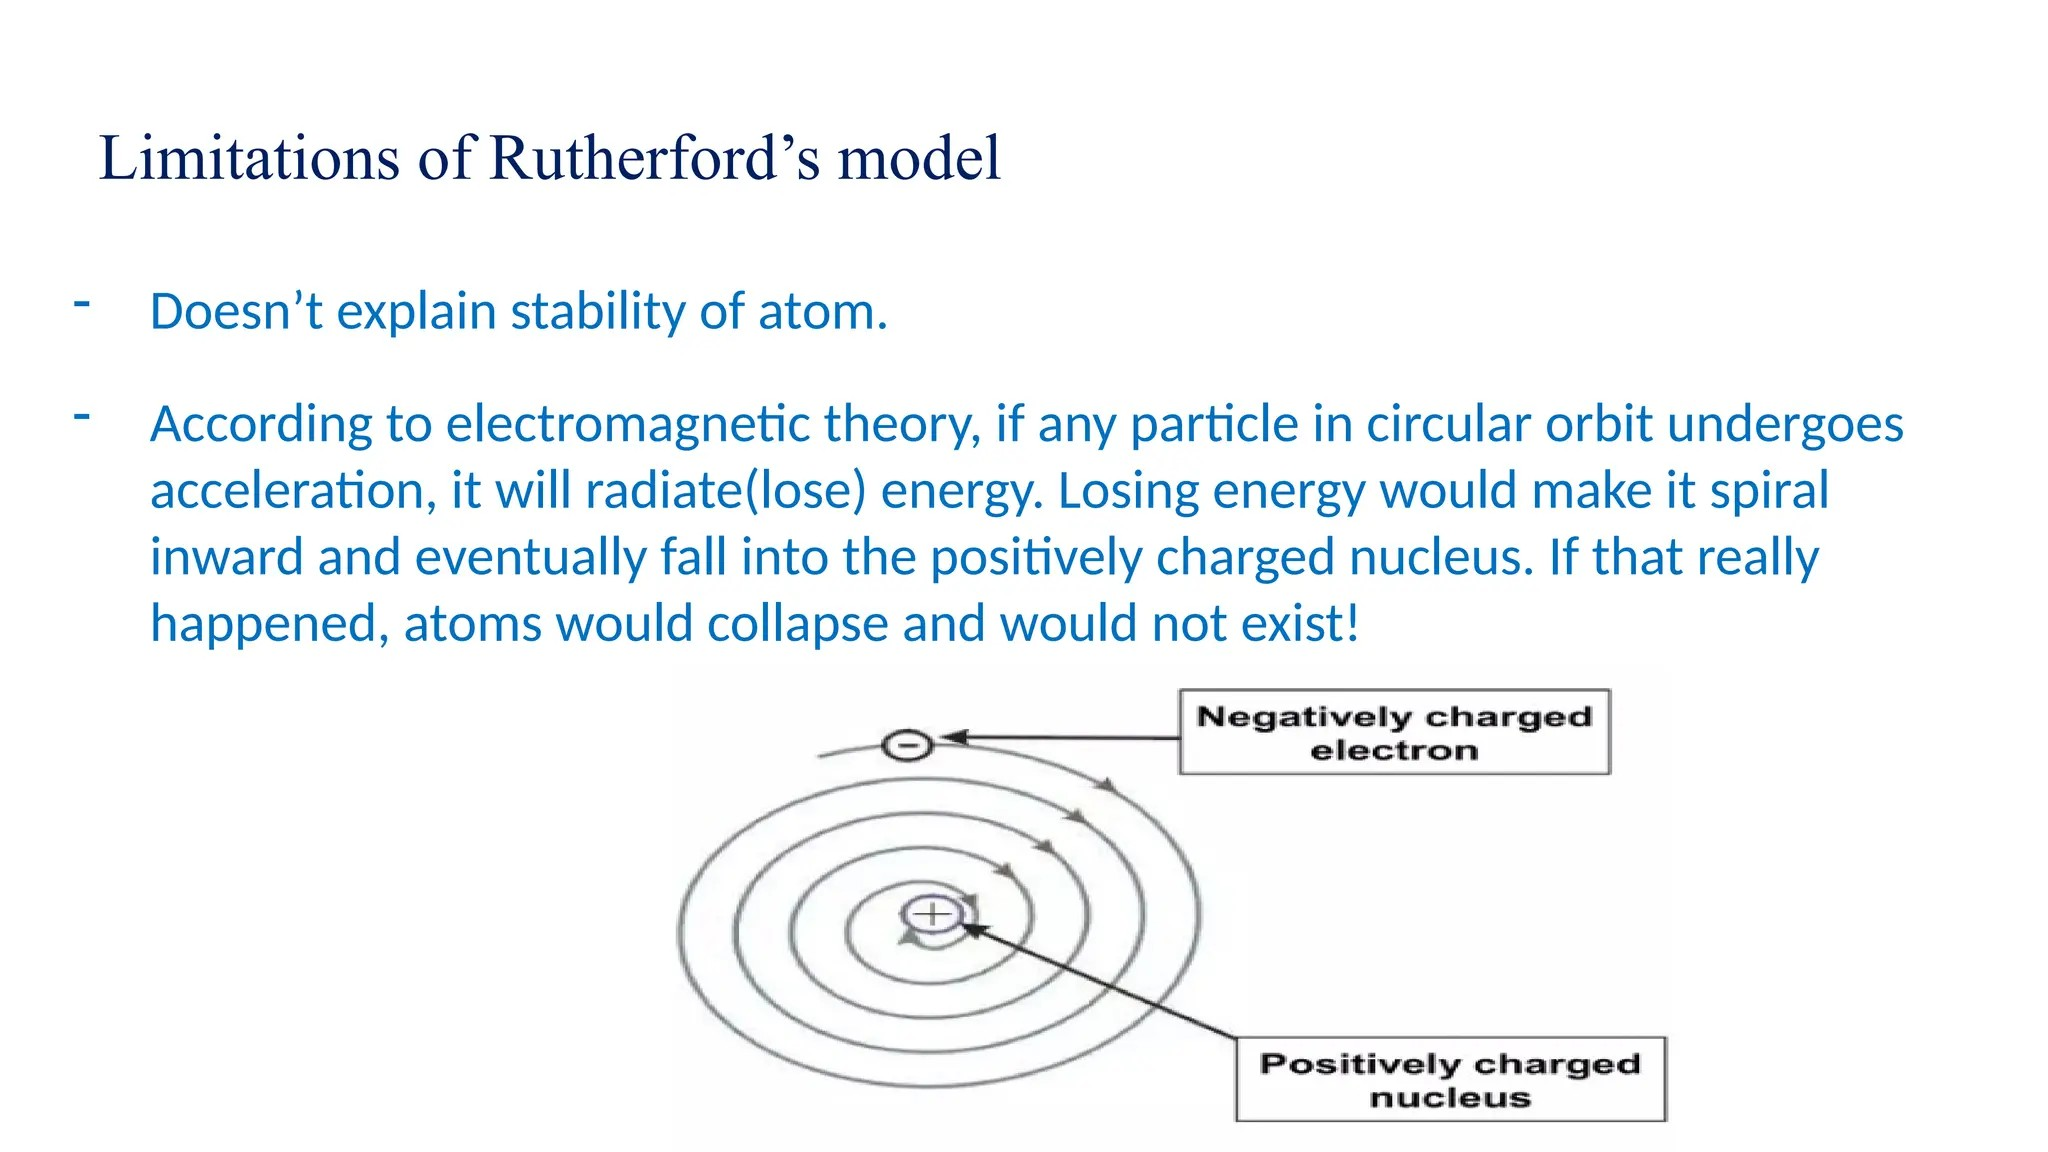 Limitations of Rutherford’s model
- Doesn’t explain stability of atom.
- According to electromagnetic theory, if any particle in circular orbit undergoes
acceleration, it will radiate(lose) energy. Losing energy would make it spiral
inward and eventually fall into the positively charged nucleus. If that really
happened, atoms would collapse and would not exist!
Negatively charged
electron
−
+
Positively charged
nucleus